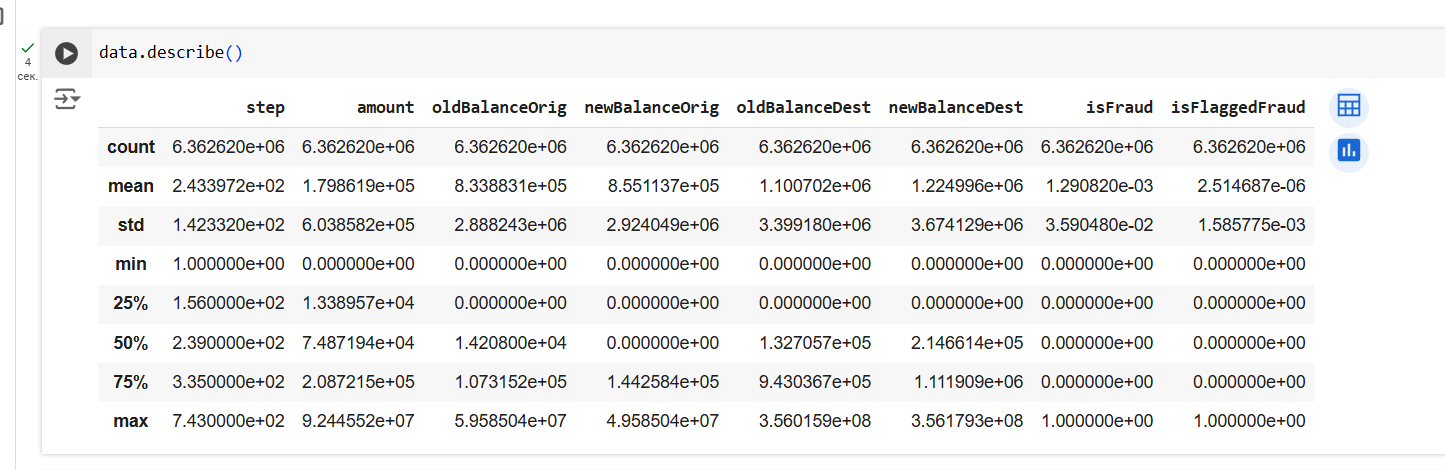 data.describe()
4
сек.
step amount oldBalanceOrig newBalanceOrig oldBalanceDest newBalanceDest isFraud isFlaggedFraud
count 6.362620e+06 6.362620e+06 6.362620e+06 6.362620e+06 6.362620e+06 6.362620e+06 6.362620e+06 6.362620e+06
mean 2.433972e+02 1.798619e+05 8.338831e+05 8.551137e+05 1.100702e+06 1.224996e+06 1.290820e-03 2.514687e-06
std 1.423320e+02 6.038582e+05 2.888243e+06 2.924049e+06 3.399180e+06 3.674129e+06 3.590480e-02 1.585775e-03
min 1.000000e+00 0.000000e+00 0.000000e+00 0.000000e+00 0.000000e+00 0.000000e+00 0.000000e+00 0.000000e+00
25% 1.560000e+02 1.338957e+04 0.000000e+00 0.000000e+00 0.000000e+00 0.000000e+00 0.000000e+00 0.000000e+00
50% 2.390000e+02 7.487194e+04 1.420800e+04 0.000000e+00 1.327057e+05 2.146614e+05 0.000000e+00 0.000000e+00
75% 3.350000e+02 2.087215e+05 1.073152e+05 1.442584e+05 9.430367e+05 1.111909e+06 0.000000e+00 0.000000e+00
max 7.430000e+02 9.244552e+07 5.958504e+07 4.958504e+07 3.560159e+08 3.561793e+08 1.000000e+00 1.000000e+00